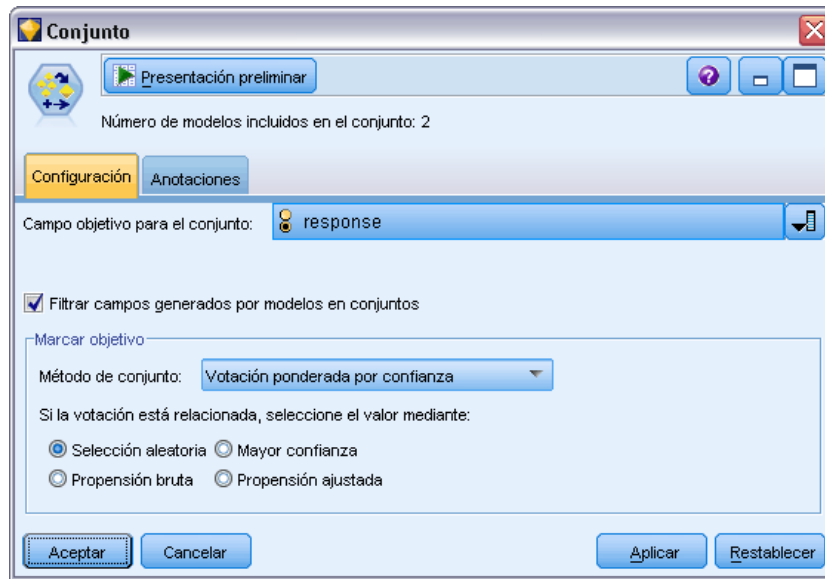 Conjunto
Presentación preliminar
Número de modelos incluidos en el conjunto: 2
Configuración
Anotaciones
Campo objetivo para el conjunto:
response
Filtrar campos generados por modelos en conjuntos
Marcar objetivo
Método de conjunto:
Votación ponderada por confianza
Si la votación está relacionada, seleccione el valor mediante:
Selección aleatoria
Mayor confianza
Propensión bruta
Propensión ajustada
Aceptar
Cancelar
Aplicar
Restablecer